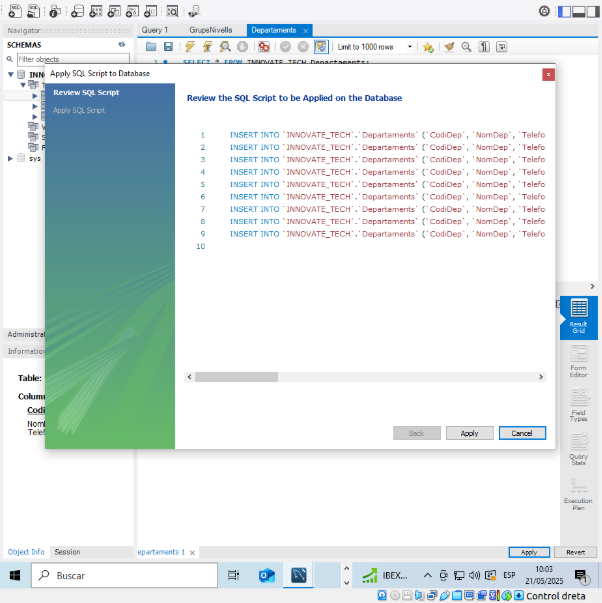 Navigator
SCHEMAS
Filter objects
INN
T
V
S
F
sys
Administrat
Information
Table:
Column
Codi
Nom
Telef
Object Info Session
Query 1 GrupsNivells Departaments ×
Limit to 1000 rows
1 SELECT * FROM INNOVATE_TECH.Departaments;
Apply SQL Script to Database
Review SQL Script
Apply SQL Script
Review the SQL Script to be Applied on the Database
1 INSERT INTO `INNOVATE_TECH`.`Departaments` (`CodiDep`, `NomDep`, `Telefo
2 INSERT INTO `INNOVATE_TECH`.`Departaments` (`CodiDep`, `NomDep`, `Telefo
3 INSERT INTO `INNOVATE_TECH`.`Departaments` (`CodiDep`, `NomDep`, `Telefo
4 INSERT INTO `INNOVATE_TECH`.`Departaments` (`CodiDep`, `NomDep`, `Telefo
5 INSERT INTO `INNOVATE_TECH`.`Departaments` (`CodiDep`, `NomDep`, `Telefo
6 INSERT INTO `INNOVATE_TECH`.`Departaments` (`CodiDep`, `NomDep`, `Telefo
7 INSERT INTO `INNOVATE_TECH`.`Departaments` (`CodiDep`, `NomDep`, `Telefo
8 INSERT INTO `INNOVATE_TECH`.`Departaments` (`CodiDep`, `NomDep`, `Telefo
9 INSERT INTO `INNOVATE_TECH`.`Departaments` (`CodiDep`, `NomDep`, `Telefo
10
Back Apply Cancel
Result
Grid
Form
Editor
Field
Types
Query
Stats
Execution
Plan
epartaments 1 ×
Apply Revert
Buscar
IBEX...
ESP
10:03
21/05/2025
Control dreta